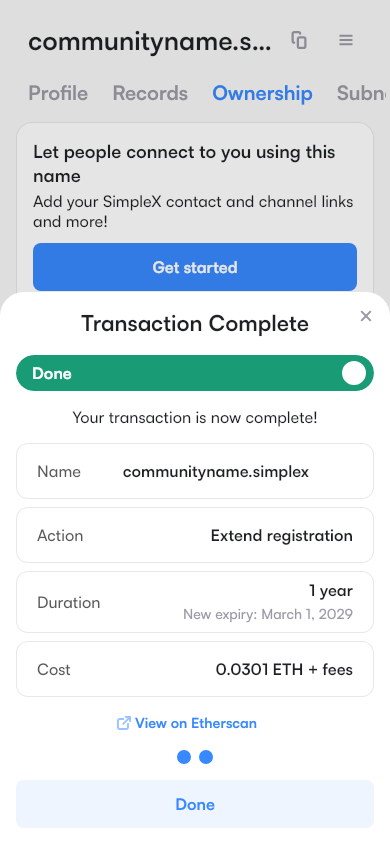 communityname.s...
Profile Records Ownership Subn
Let people connect to you using this
name
Add your SimpleX contact and channel links
and more!
Get started
Transaction Complete
Done
Your transaction is now complete!
Name communityname.simplex
Action Extend registration
Duration 1 year
New expiry: March 1, 2029
Cost 0.0301 ETH + fees
View on Etherscan
Done